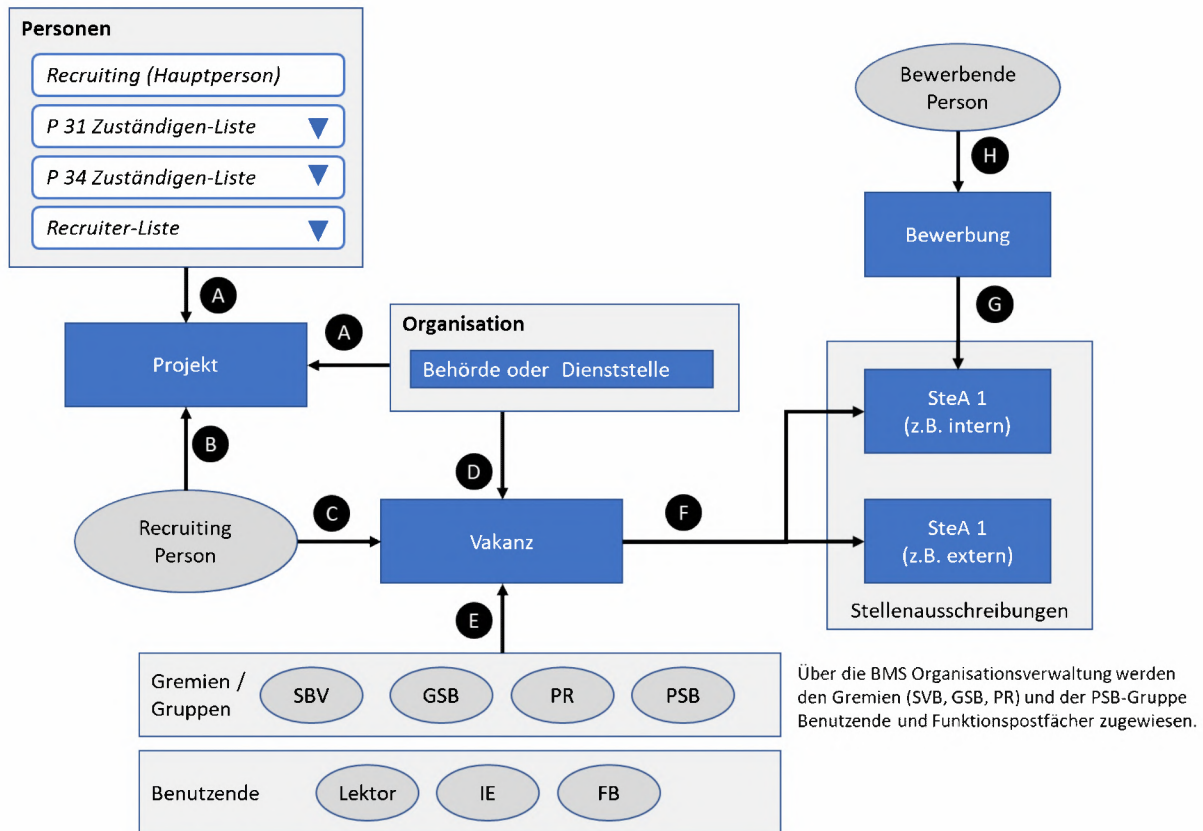 Personen
Recruiting (Hauptperson)
P 31 Zuständigen-Liste
P 34 Zuständigen-Liste
Recruiter-Liste
A
Projekt
A
Organisation
Behörde oder Dienststelle
B
Recruiting
Person
C
D
Vakanz
E
F
Bewerbende
Person
H
Bewerbung
G
SteA 1
(z.B. intern)
SteA 1
(z.B. extern)
Stellenausschreibungen
Gremien /
Gruppen
SBV
GSB
PR
PSB
Über die BMS Organisationsverwaltung werden
den Gremien (SVB, GSB, PR) und der PSB-Gruppe
Benutzende und Funktionspostfächer zugewiesen.
Benutzende
Lektor
IE
FB